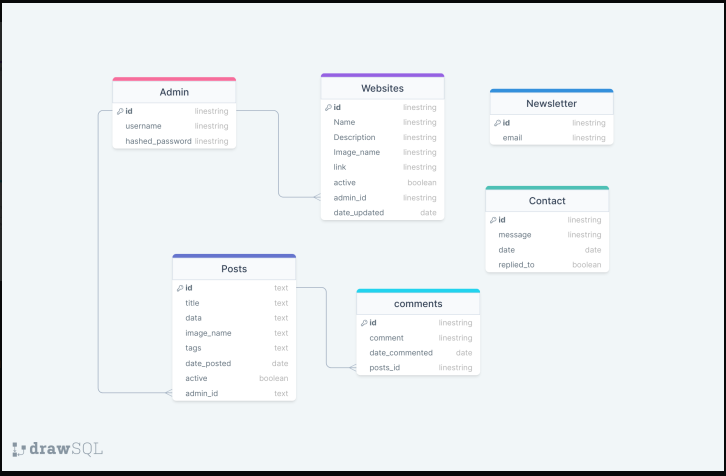 Admin
id linestring
username linestring
hashed_password linestring
Websites
id linestring
Name linestring
Description linestring
Image_name linestring
link linestring
active boolean
admin_id linestring
date_updated date
Newsletter
id linestring
email linestring
Contact
id linestring
message linestring
date date
replied_to boolean
Posts
id text
title text
data text
image_name text
tags text
date_posted date
active boolean
admin_id text
comments
id linestring
comment linestring
date_commented date
posts_id linestring
drawSQL